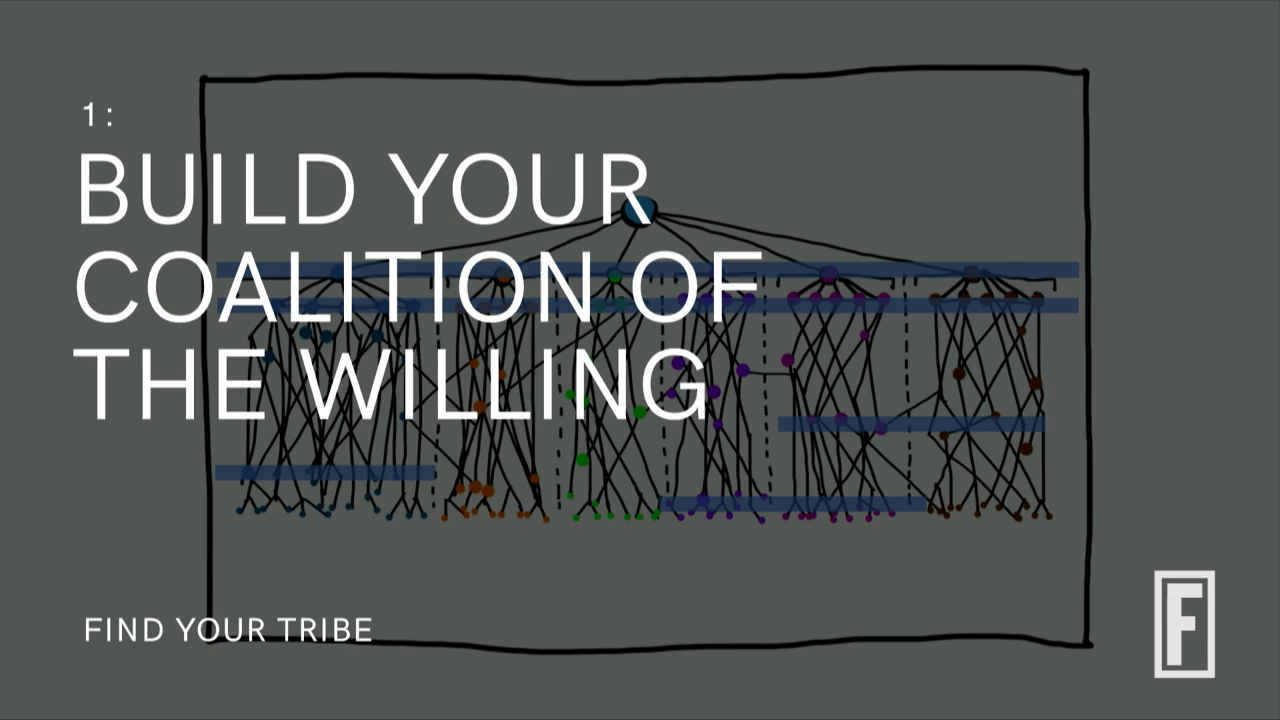 1:
BUILD YOUR
COALITION OF
THE WILLING
FIND YOUR TRIBE
F